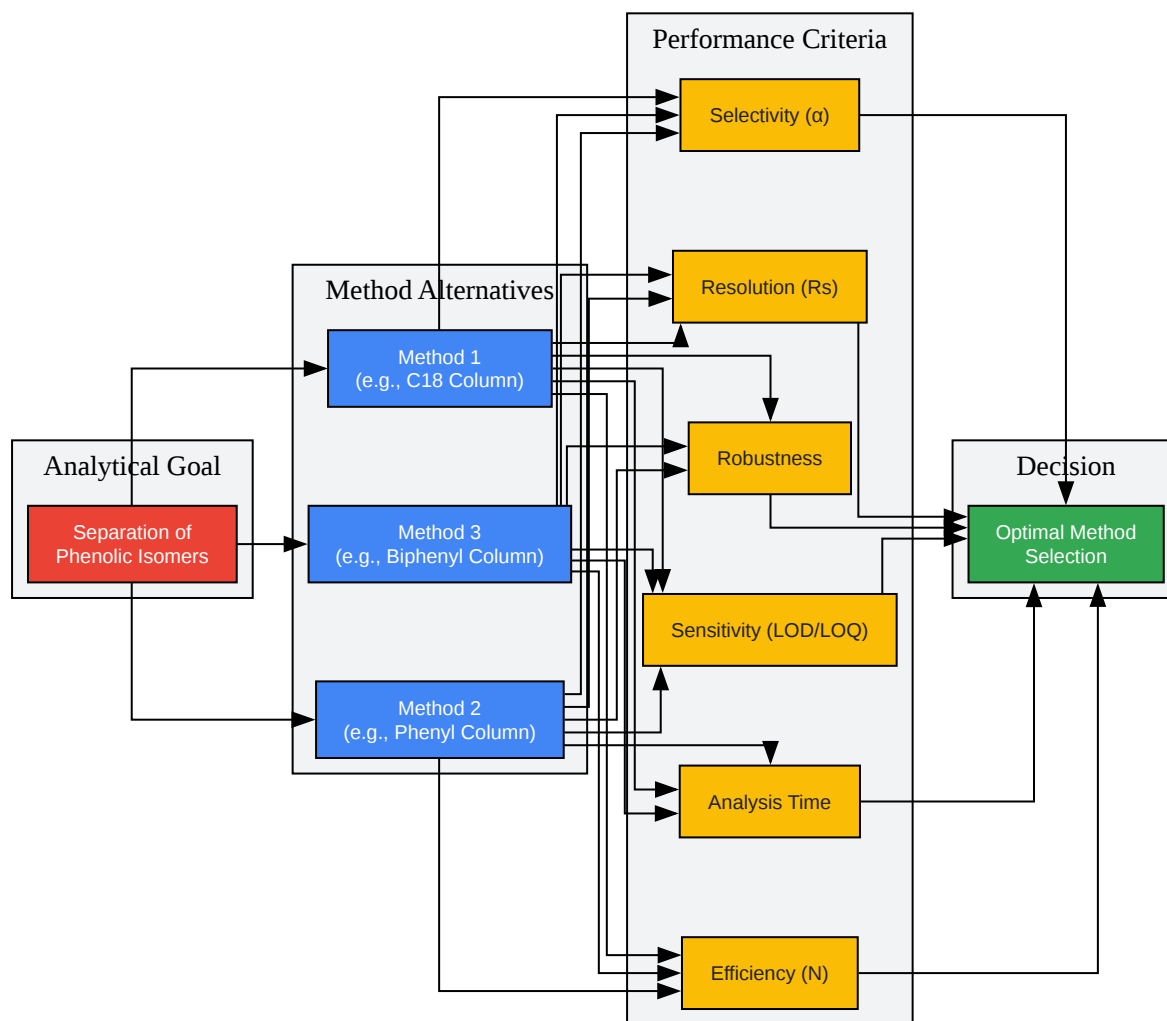 Analytical Goal
Separation of
Phenolic Isomers
Method Alternatives
Method 1
(e.g., C18 Column)
Method 3
(e.g., Biphenyl Column)
Method 2
(e.g., Phenyl Column)
Performance Criteria
Selectivity (α)
Resolution (Rs)
Robustness
Sensitivity (LOD/LOQ)
Analysis Time
Efficiency (N)
Decision
Optimal Method
Selection